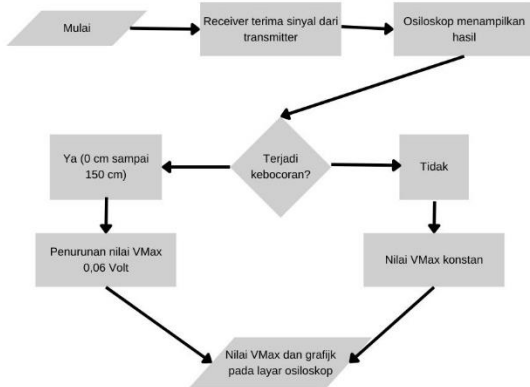 Mulai
Receiver terima sinyal dari
transmitter
Osiloskop menampilkan
hasil
Terjadi
kebocoran?
Ya (0 cm sampai
150 cm)
Tidak
Penurunan nilai VMax
0,06 Volt
Nilai VMax konstan
Nilai VMax dan grafijk
pada layar osiloskop